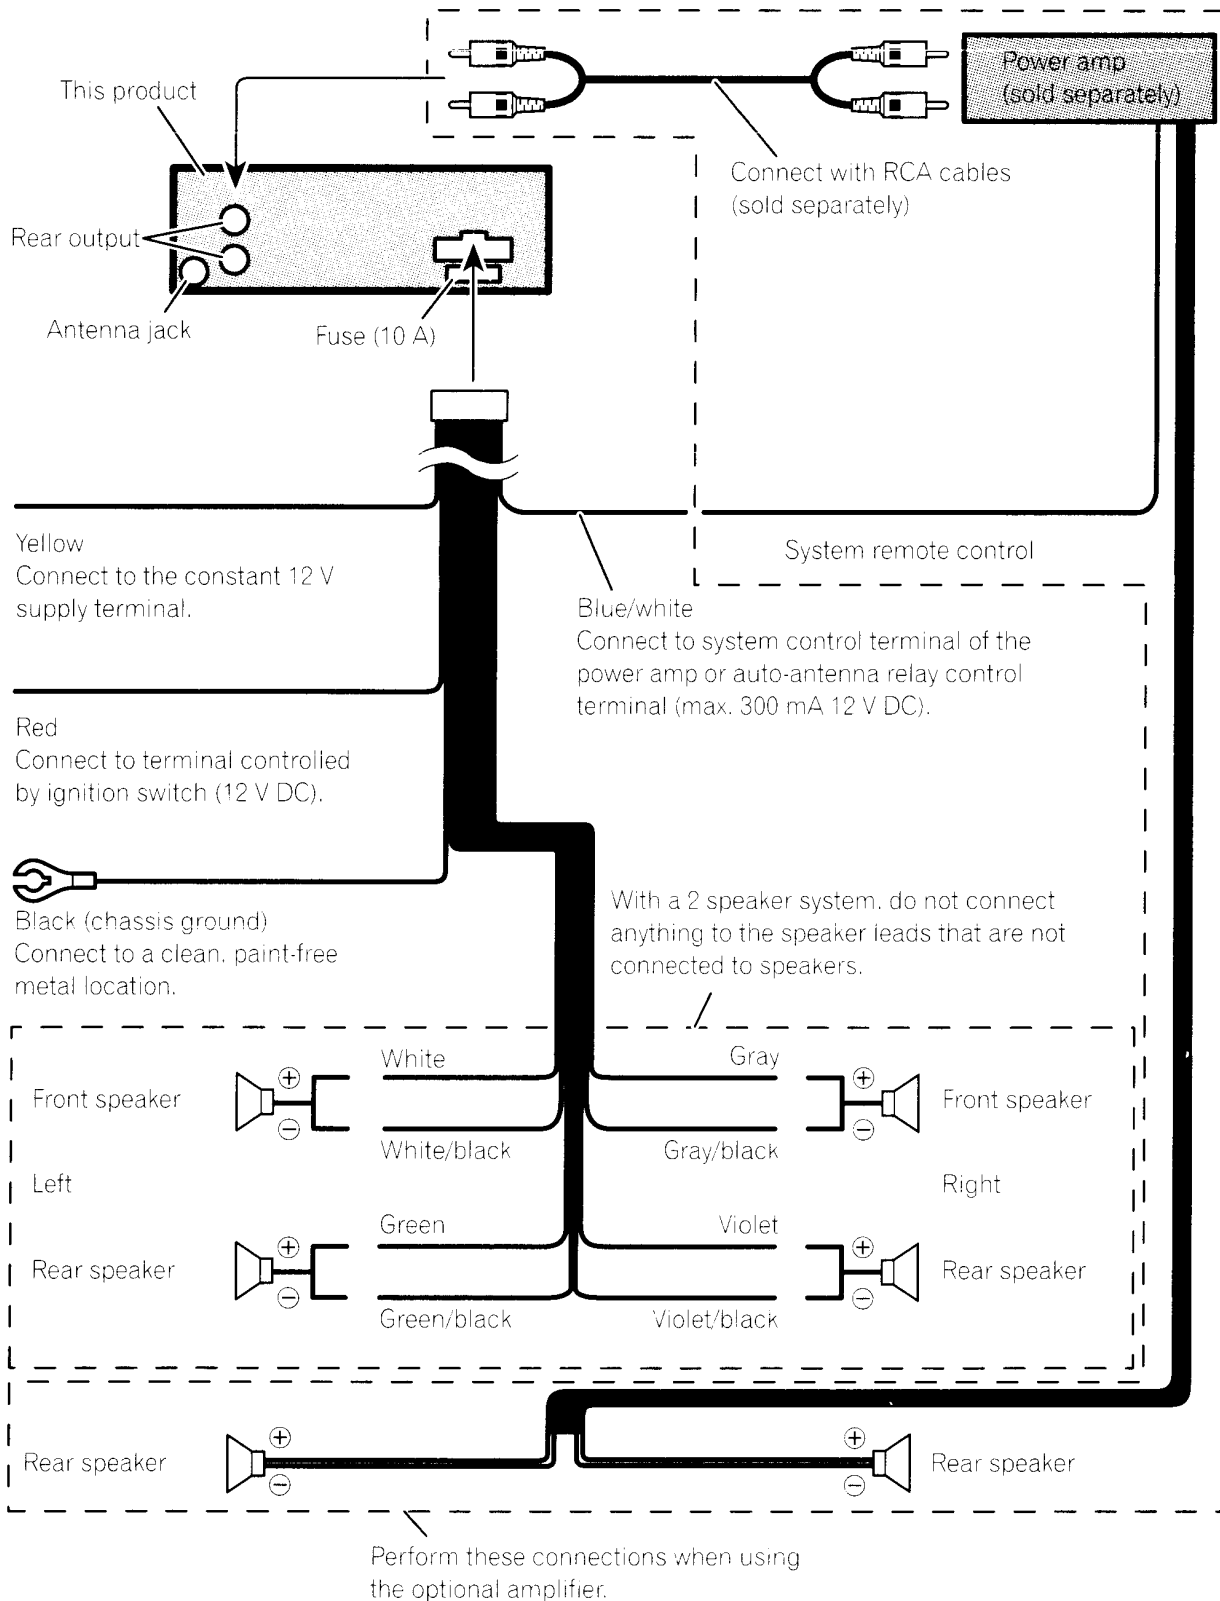 Power amp
(sold separately)
This product
Connect with RCA cables
(sold separately)
Rear output
Antenna jack
Fuse (10 A)
Yellow
Connect to the constant 12 V
supply terminal.
System remote control
Blue/white
Connect to system control terminal of the
power amp or auto-antenna relay control
terminal (max. 300 mA 12 V DC).
Red
Connect to terminal controlled
by ignition switch (12 V DC).
Black (chassis ground)
Connect to a clean, paint-free
metal location.
With a 2 speaker system, do not connect
anything to the speaker leads that are not
connected to speakers.
White
Gray
Front speaker
+
+
Front speaker
−
−
White/black
Gray/black
Left
Right
Green
Violet
Rear speaker
+
+
Rear speaker
−
−
Green/black
Violet/black
Rear speaker
+
+
Rear speaker
−
−
Perform these connections when using
the optional amplifier.